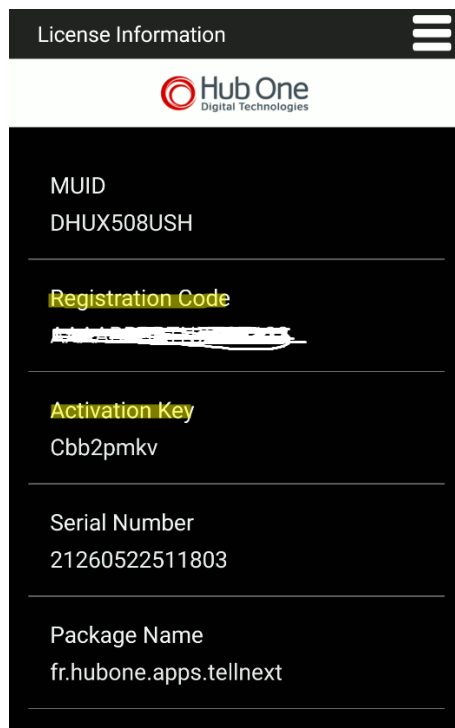 License Information
Hub One
Digital Technologies
MUID
DHUX508USH
Registration Code
Activation Key
Cbb2pmkv
Serial Number
21260522511803
Package Name
fr.hubone.apps.tellnext